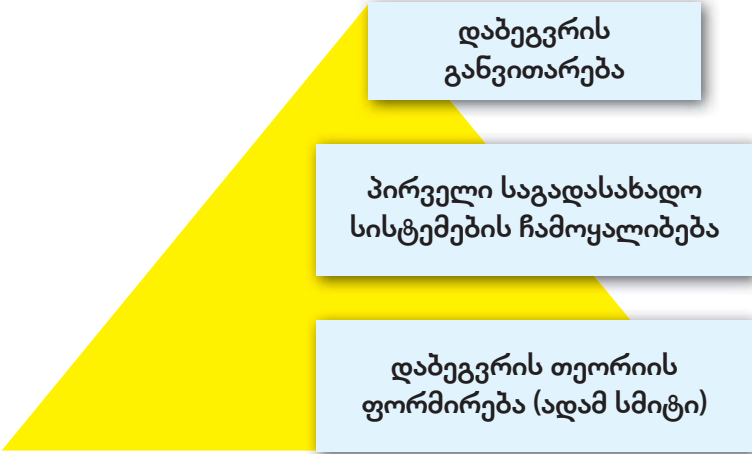 დაბეგვრის
განვითარება
პირველი საგადასახადო
სისტემების ჩამოყალიბება
დაბეგვრის თეორიის
ფორმირება (ადამ სმიტი)